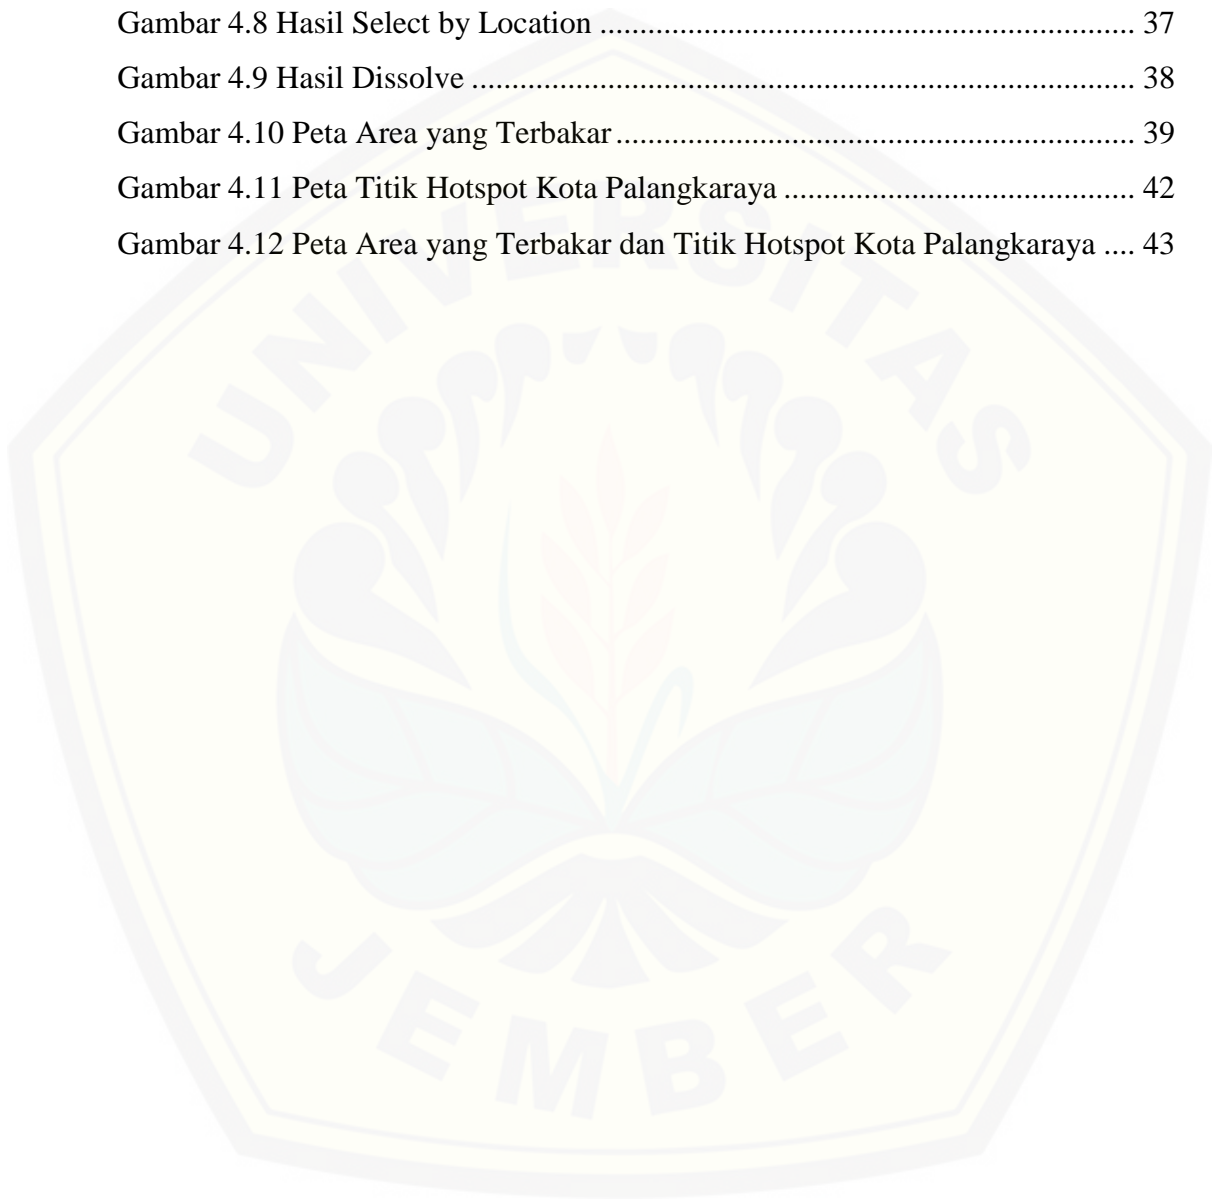 Gambar 4.8 Hasil Select by Location .................................................................. 37
Gambar 4.9 Hasil Dissolve .................................................................................. 38
Gambar 4.10 Peta Area yang Terbakar ................................................................ 39
Gambar 4.11 Peta Titik Hotspot Kota Palangkaraya ........................................... 42
Gambar 4.12 Peta Area yang Terbakar dan Titik Hotspot Kota Palangkaraya .... 43
UNIVERSITAS
JEMBER